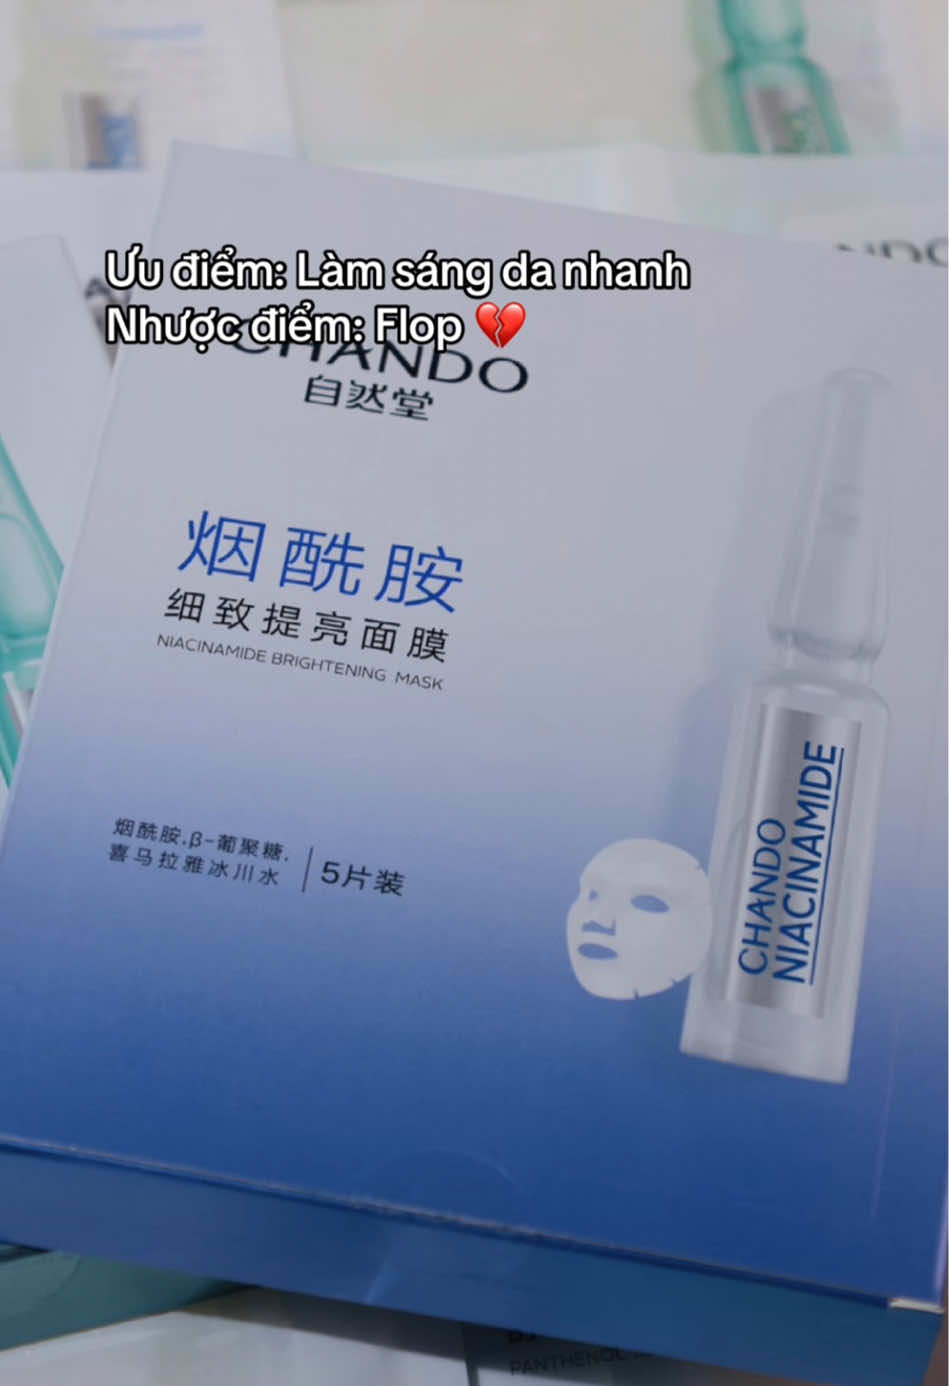 Ưu điểm: Làm sáng da nhanh
Nhược điểm: Flop 💔
CHANDO
自然堂
烟酰胺
细致提亮面膜
NIACINAMIDE BRIGHTENING MASK
烟酰胺.β-葡聚糖.
喜马拉雅冰川水
5片装
CHANDO
NIACINAMIDE
PANTHENOL